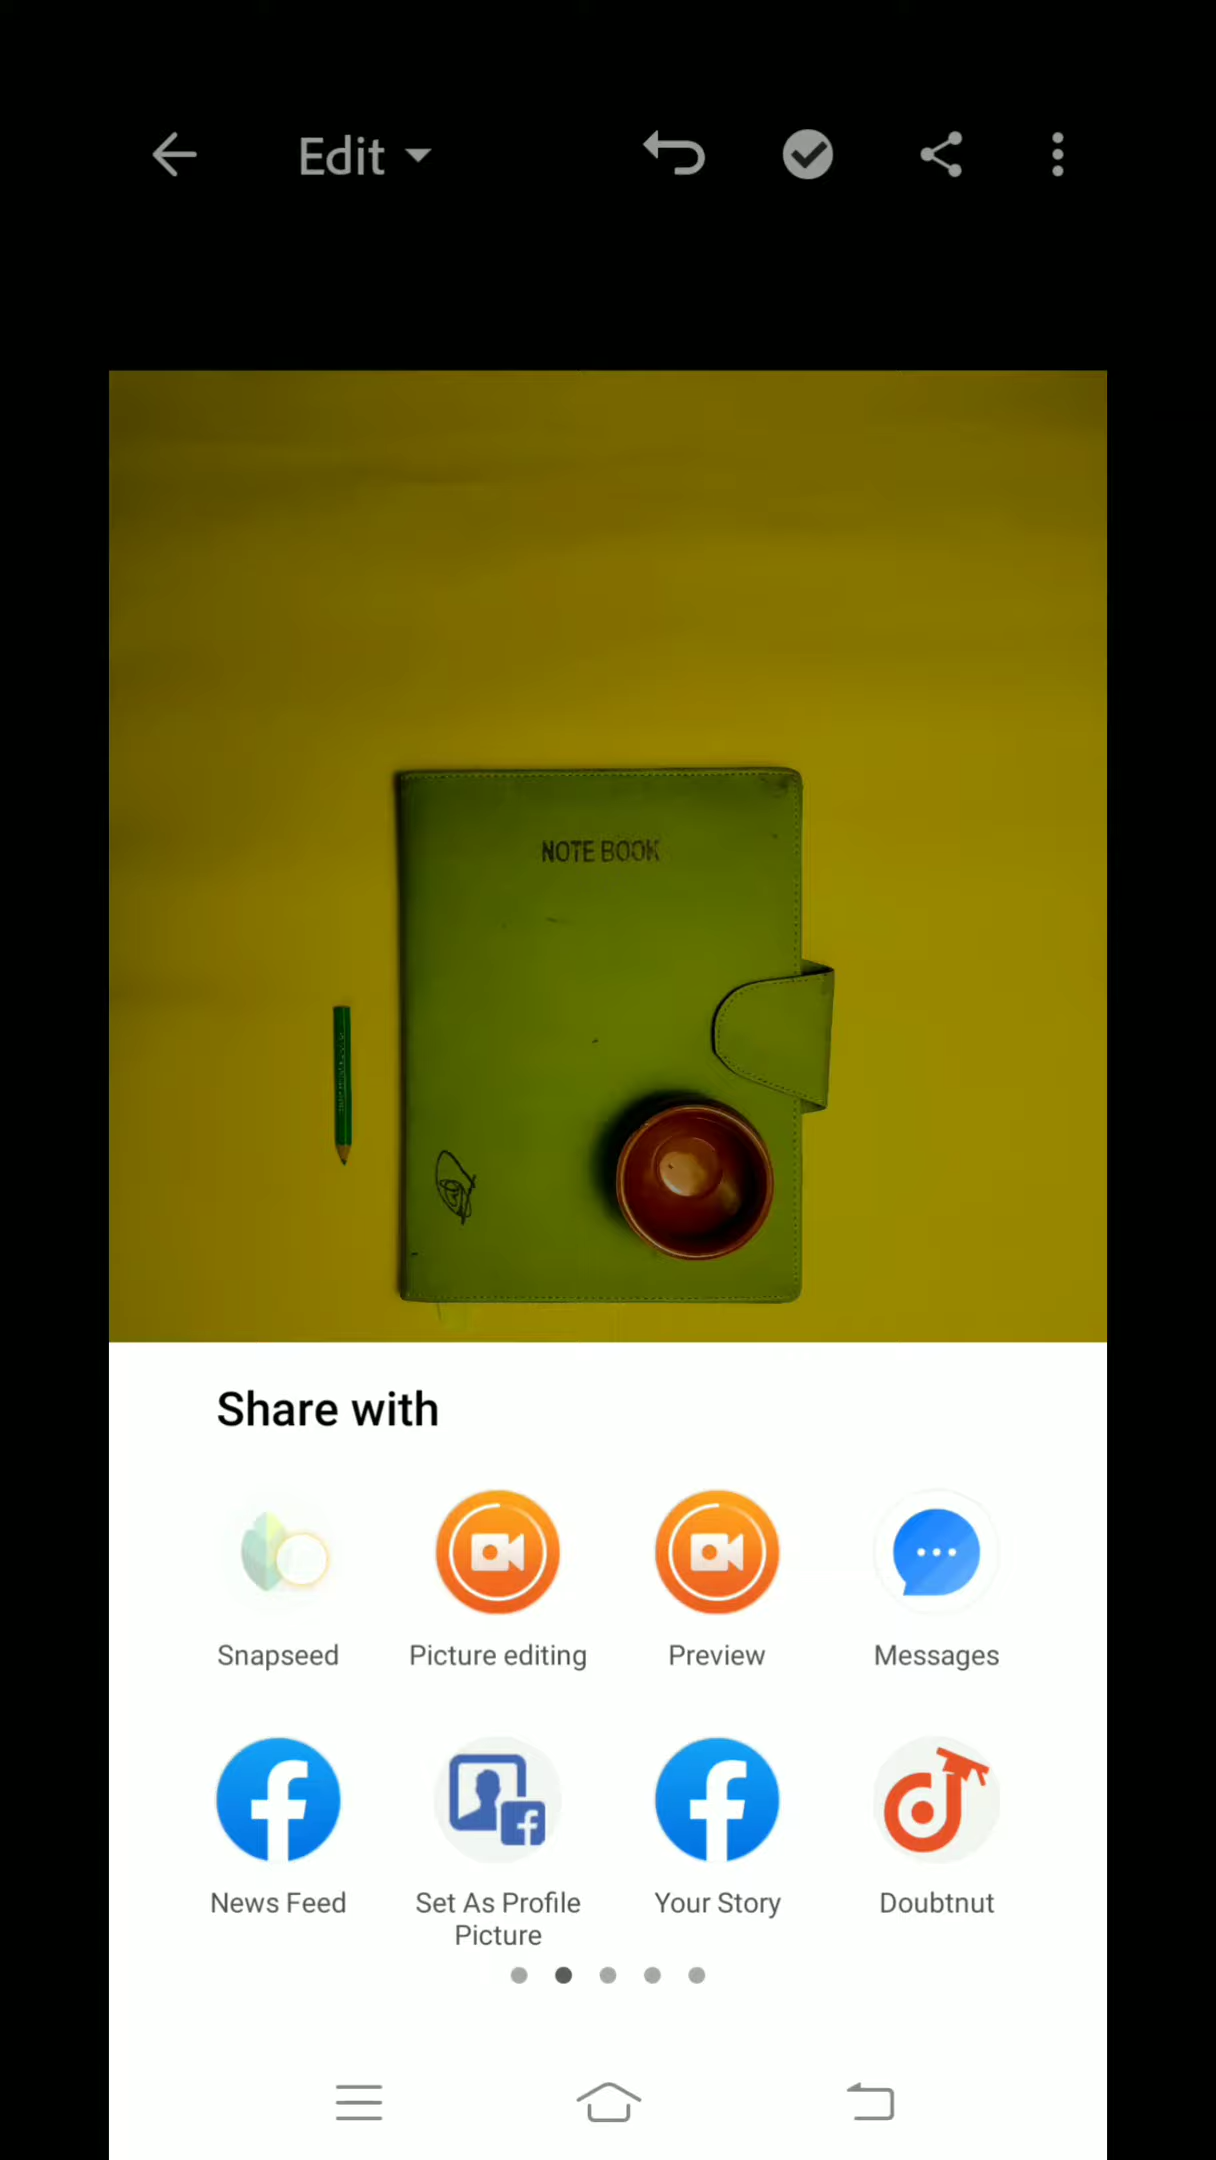 Edit
NOTE BOOK
Share with
Snapseed
Picture editing
Preview
Messages
News Feed
Set As Profile
Picture
Your Story
Doubtnut